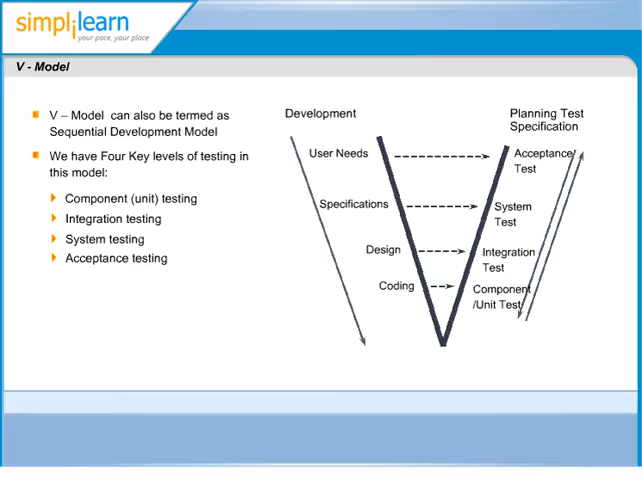 simplilearn
your pace, your place
V - Model
V – Model can also be termed as
Sequential Development Model
We have Four Key levels of testing in
this model:
Component (unit) testing
Integration testing
System testing
Acceptance testing
Development
Planning Test
Specification
User Needs
Acceptance
Test
Specifications
System
Test
Design
Integration
Test
Coding
Component
/Unit Test